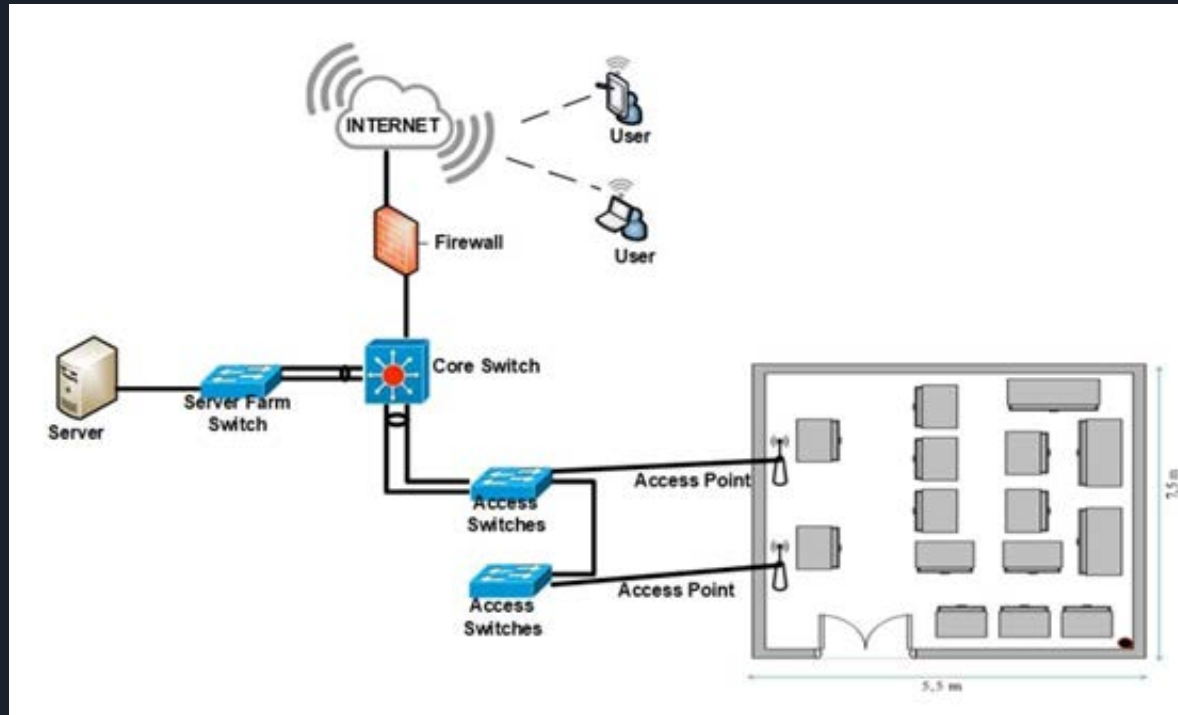 INTERNET
User
User
Firewall
Core Switch
Server Farm
Switch
Server
Access Point
Access
Switches
Access Point
Access
Switches
7,5 m
5,5 m